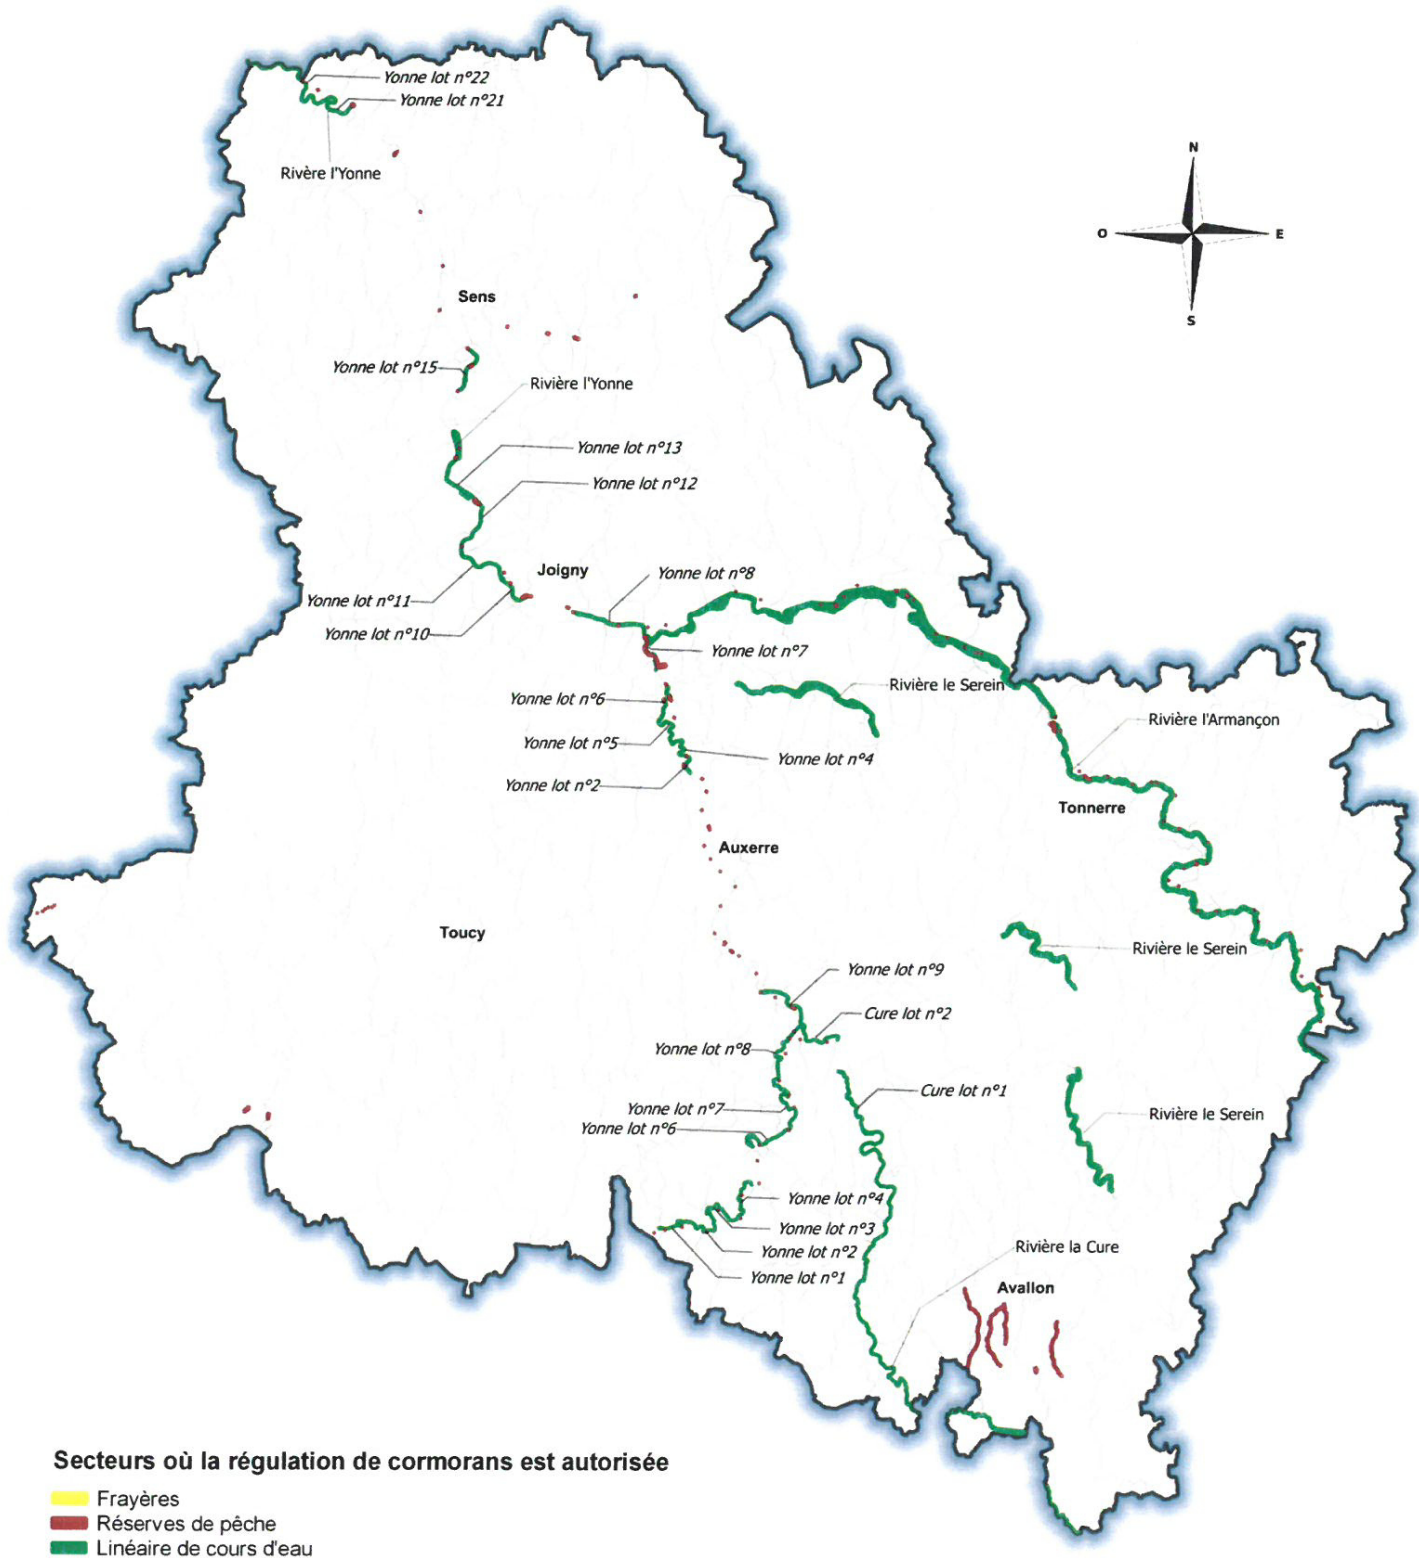 Yonne lot n°22
Yonne lot n°21
N
Rivère l'Yonne
O
E
Sens
S
Yonne lot n°15
Rivière l'Yonne
Yonne lot n°13
Yonne lot n°12
Joigny
Yonne lot n°8
Yonne lot n°11
Yonne lot n°10
Yonne lot n°7
Rivière le Serein
Yonne lot n°6
Rivière l'Armançon
Yonne lot n°5
Yonne lot n°4
Yonne lot n°2
Tonnerre
Auxerre
Toucy
Rivière le Serein
Yonne lot n°9
Cure lot n°2
Yonne lot n°8
Cure lot n°1
Yonne lot n°7
Rivière le Serein
Yonne lot n°6
Yonne lot n°4
Yonne lot n°3
Rivière la Cure
Yonne lot n°2
Yonne lot n°1
Avallon
Secteurs où la régulation de cormorans est autorisée
Frayères
Réserves de pêche
Linéaire de cours d'eau